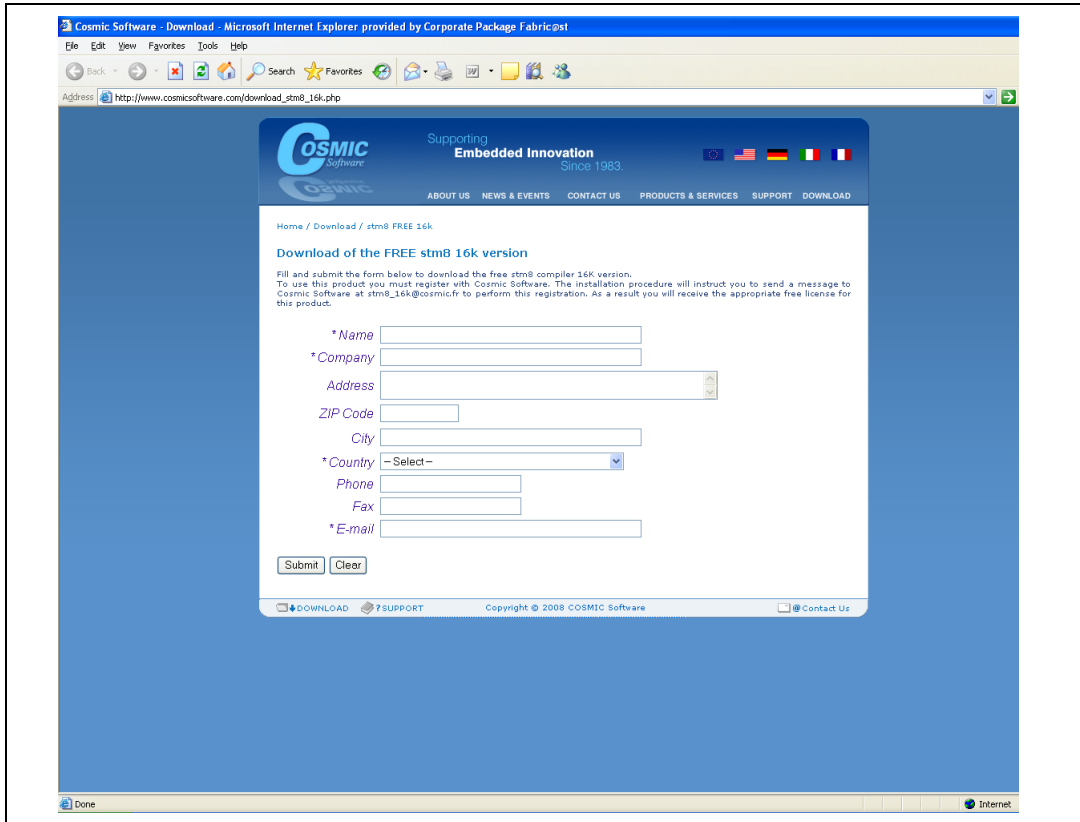 Cosmic Software - Download - Microsoft Internet Explorer provided by Corporate Package Fabric@st
File Edit View Favorites Tools Help
Back Search Favorites
Address http://www.cosmicsoftware.com/download_stm8_16k.php
COSMIC
Software
Supporting
Embedded Innovation
Since 1983.
ABOUT US NEWS & EVENTS CONTACT US PRODUCTS & SERVICES SUPPORT DOWNLOAD
Home / Download / stm8 FREE 16k
Download of the FREE stm8 16k version
Fill and submit the form below to download the free stm8 compiler 16K version.
To use this product you must register with Cosmic Software. The installation procedure will instruct you to send a message to
Cosmic Software at stm8_16k@cosmic.fr to perform this registration. As a result you will receive the appropriate free license for
this product.
* Name
* Company
Address
ZIP Code
City
* Country -- Select --
Phone
Fax
* E-mail
Submit Clear
DOWNLOAD ? SUPPORT Copyright © 2008 COSMIC Software @ Contact Us
Done Internet